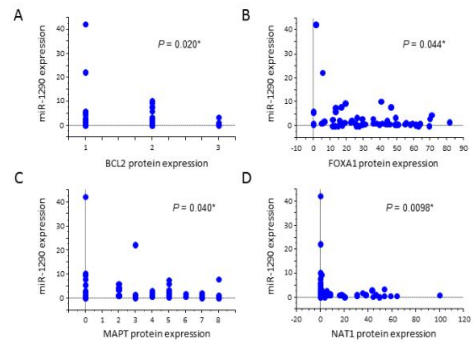 A
P = 0.020*
miR-1290 expression
50
40
30
20
10
0
1
2
3
BCL2 protein expression
B
P = 0.044*
miR-1290 expression
50
40
30
20
10
0
-10 0 10 20 30 40 50 60 70 80 90
FOXA1 protein expression
C
P = 0.040*
miR-1290 expression
50
40
30
20
10
0
0 1 2 3 4 5 6 7 8
MAPT protein expression
D
P = 0.0098*
miR-1290 expression
50
40
30
20
10
0
-20 0 20 40 60 80 100 120
NAT1 protein expression